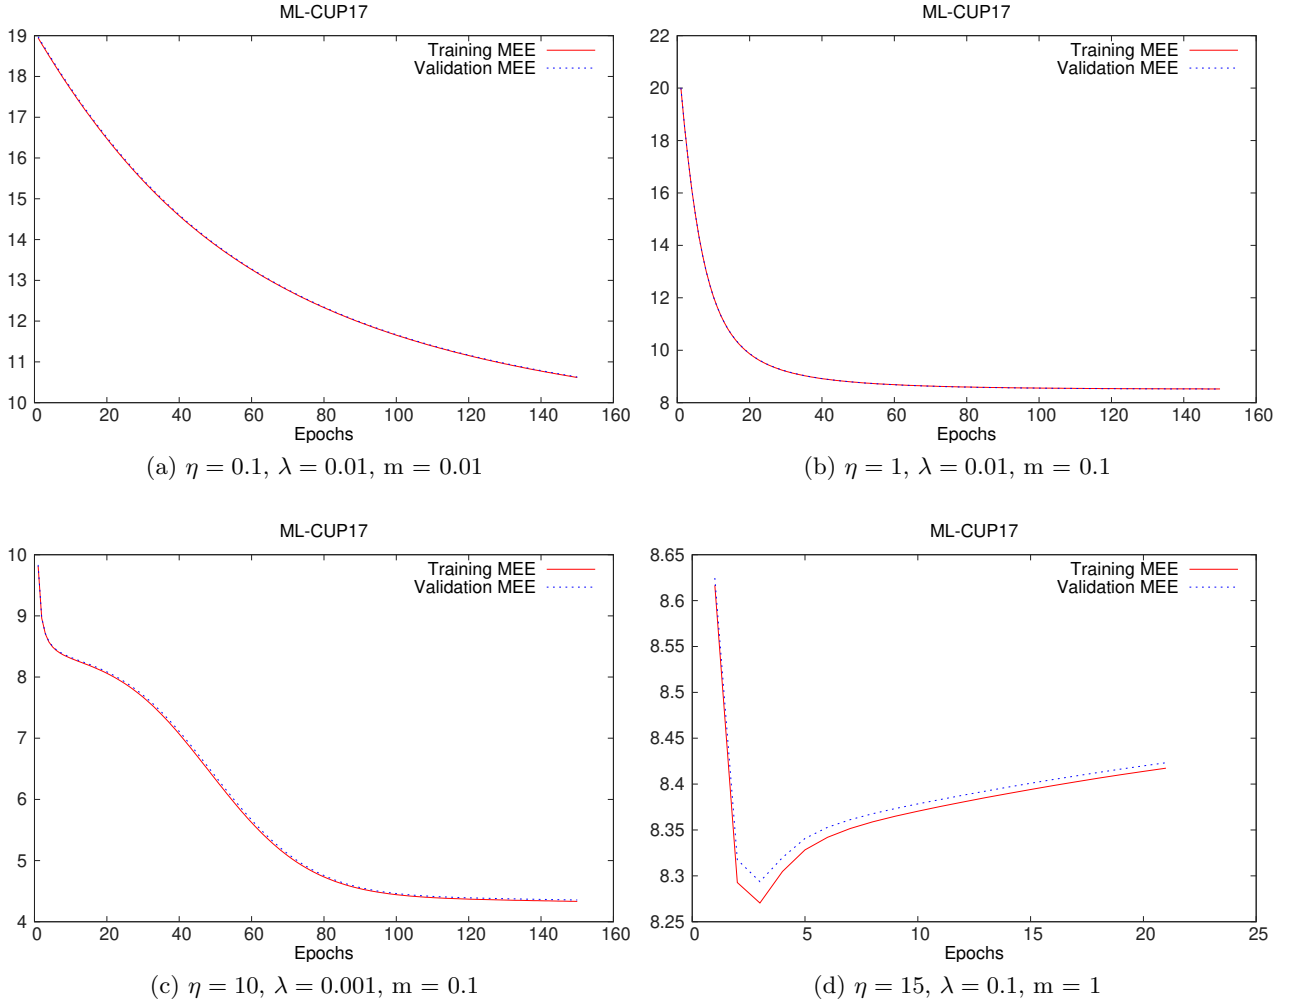 ML-CUP17
Training MEE
Validation MEE
19
18
17
16
15
14
13
12
11
10
0 20 40 60 80 100 120 140 160
Epochs
(a) η = 0.1, λ = 0.01, m = 0.01
ML-CUP17
Training MEE
Validation MEE
22
20
18
16
14
12
10
8
0 20 40 60 80 100 120 140 160
Epochs
(b) η = 1, λ = 0.01, m = 0.1
ML-CUP17
Training MEE
Validation MEE
10
9
8
7
6
5
4
0 20 40 60 80 100 120 140 160
Epochs
(c) η = 10, λ = 0.001, m = 0.1
ML-CUP17
Training MEE
Validation MEE
8.65
8.6
8.55
8.5
8.45
8.4
8.35
8.3
8.25
0 5 10 15 20 25
Epochs
(d) η = 15, λ = 0.1, m = 1